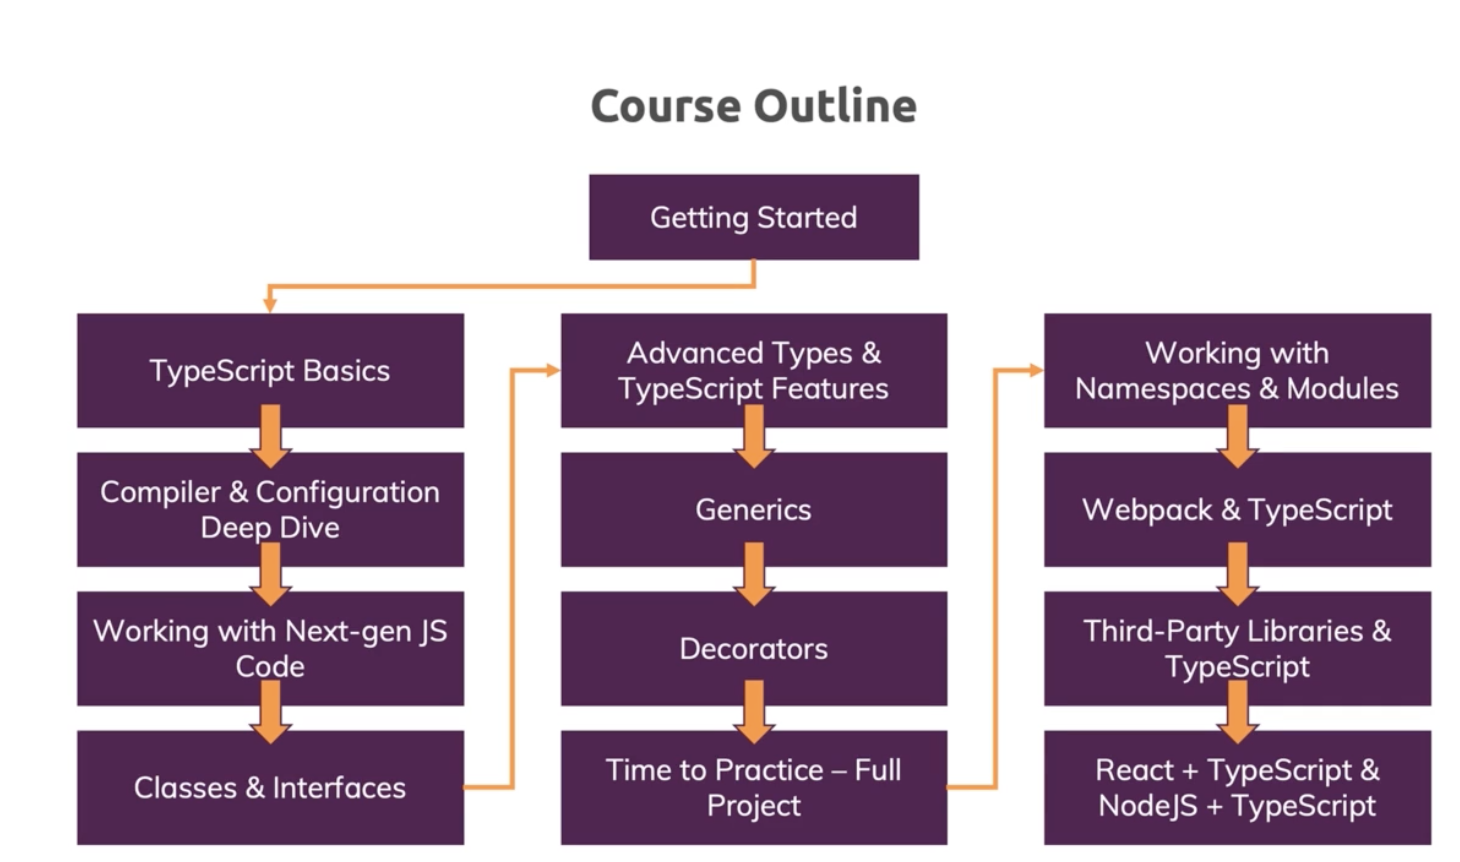 Course Outline
Getting Started
TypeScript Basics
Compiler & Configuration
Deep Dive
Working with Next-gen JS
Code
Classes & Interfaces
Advanced Types &
TypeScript Features
Generics
Decorators
Time to Practice – Full
Project
Working with
Namespaces & Modules
Webpack & TypeScript
Third-Party Libraries &
TypeScript
React + TypeScript &
NodeJS + TypeScript